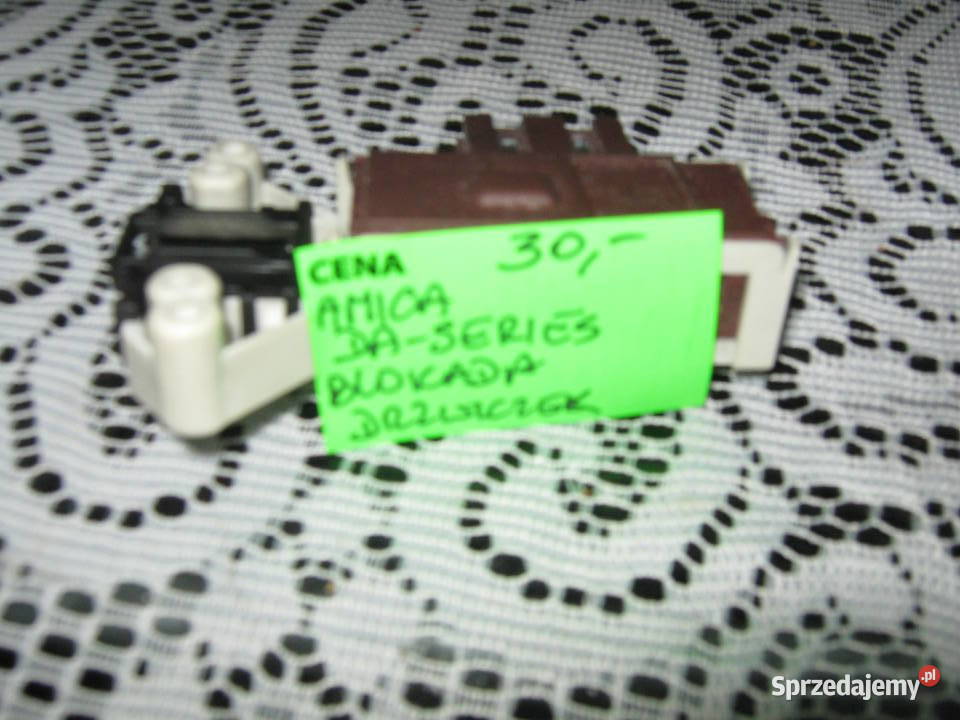 CENA 30,-
AMICA
DA-SERIES
BLOKADA
DRZWICZEK
Sprzedajemy.pl